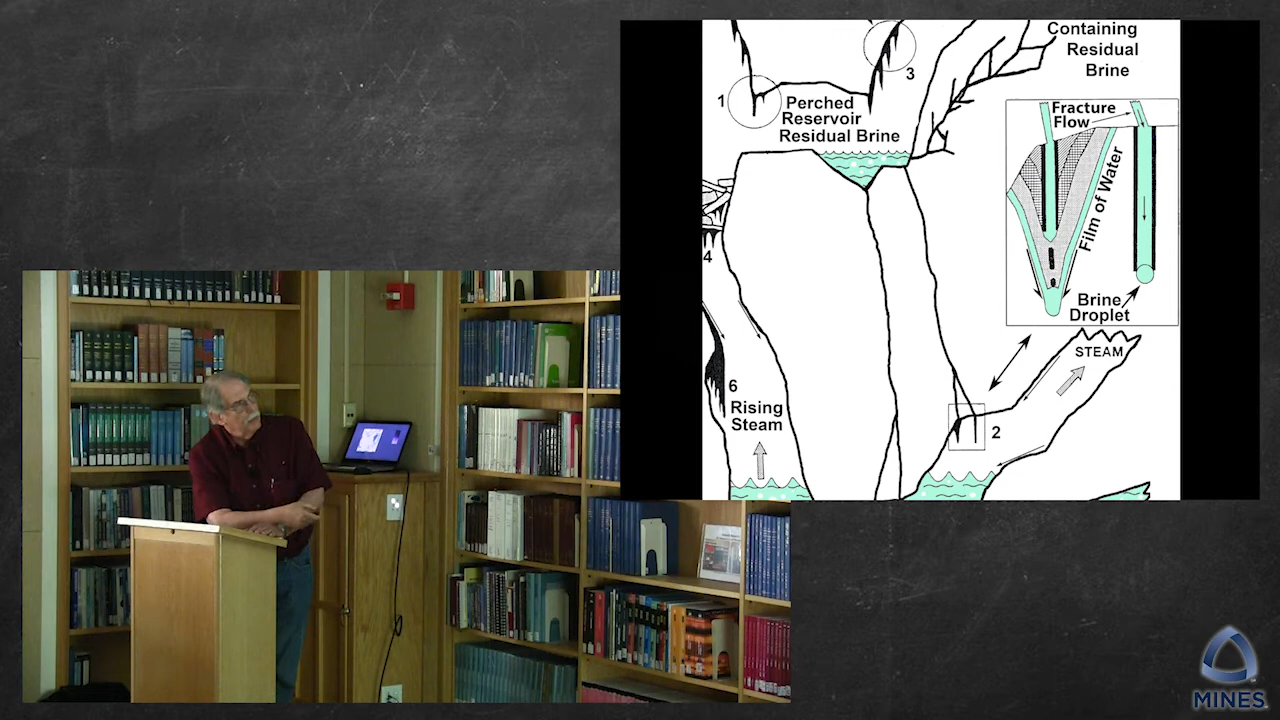 Containing
Residual
Brine
3
1
Perched
Reservoir
Residual Brine
Fracture
Flow
Film of Water
4
Brine
Droplet
STEAM
6
Rising
Steam
2
MINES